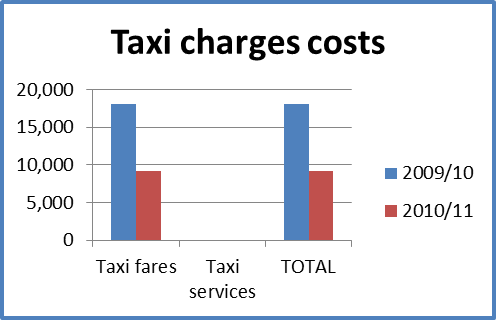 Taxi charges costs
20,000
15,000
10,000
5,000
0
Taxi fares
Taxi
services
TOTAL
2009/10
2010/11